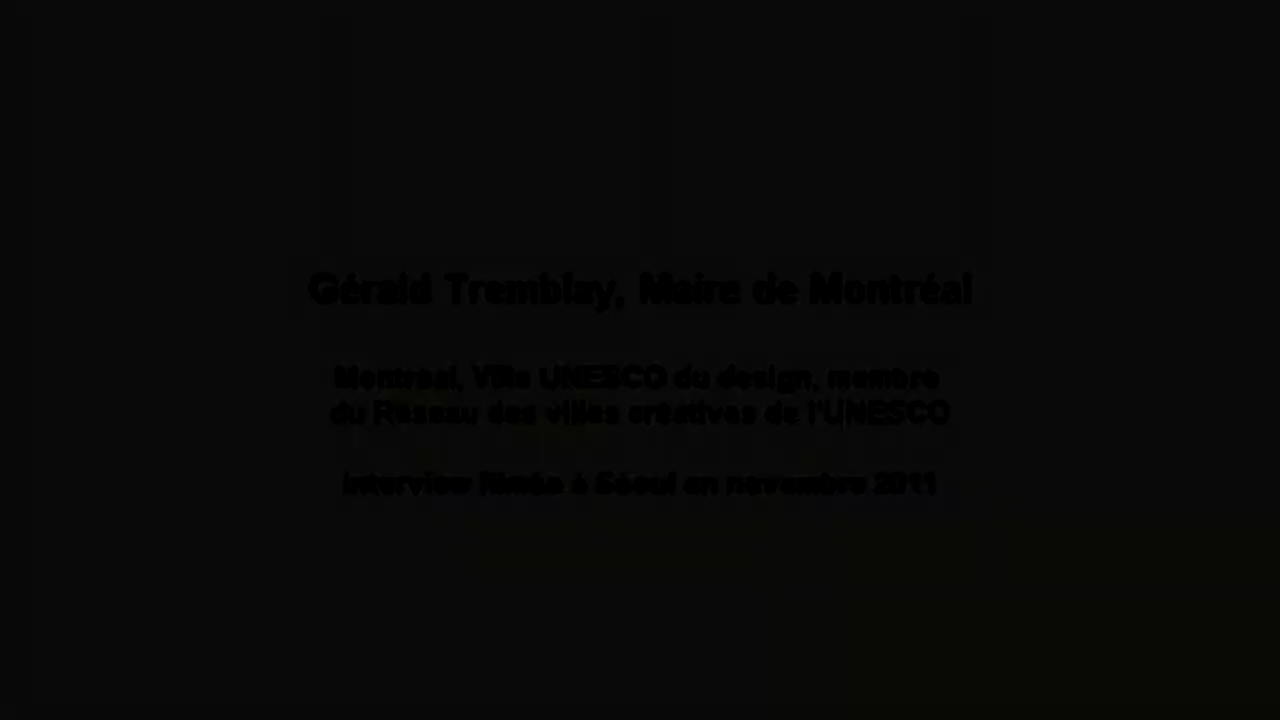 Gérald Tremblay, Maire de Montréal
Montréal, Ville UNESCO du design, membre
du Réseau des villes créatives de l'UNESCO
Interview filmée à Séoul en novembre 2011